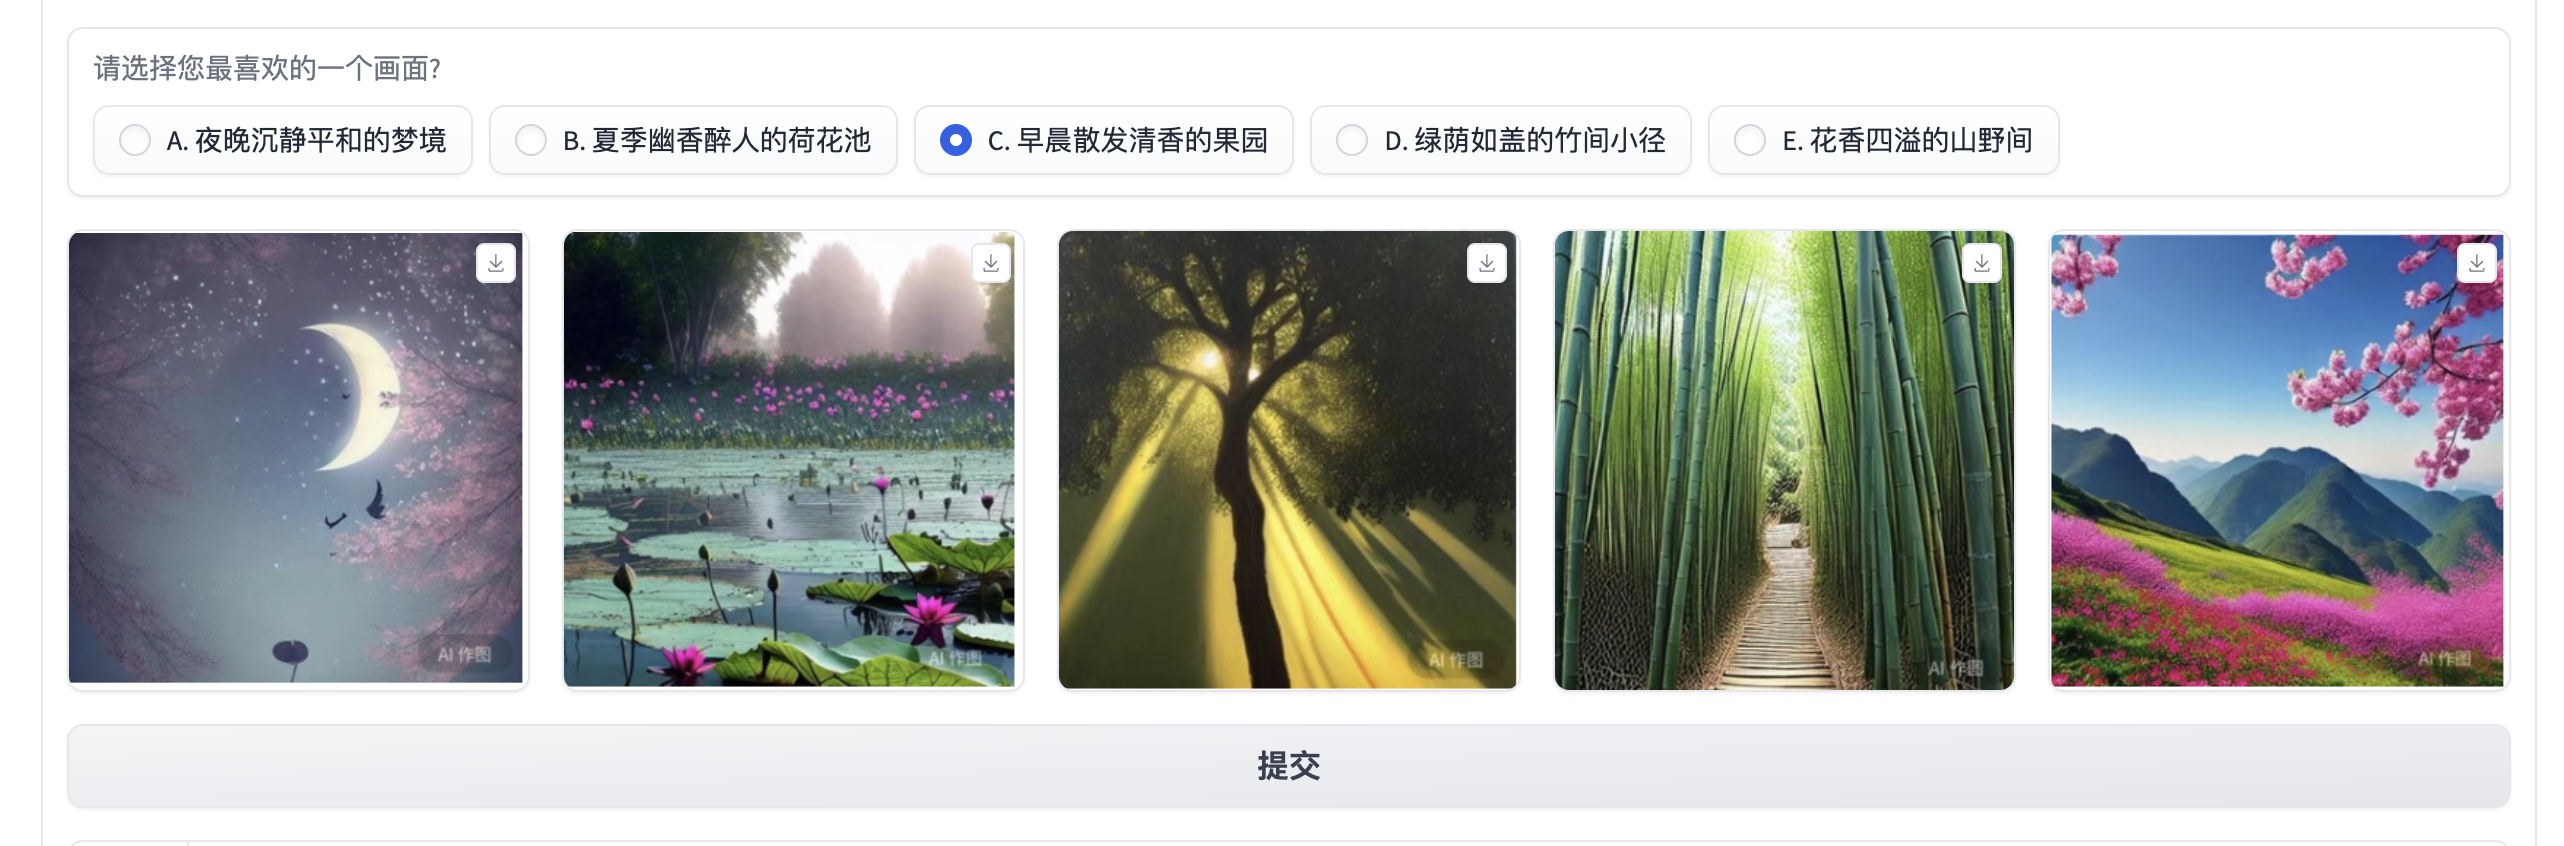 请选择您最喜欢的一个画面?
A. 夜晚沉静平和的梦境
B. 夏季幽香醉人的荷花池
C. 早晨散发清香的果园
D. 绿荫如盖的竹间小径
E. 花香四溢的山野间
AI 作图
AI 作图
AI 作图
AI 作图
AI 作图
提交